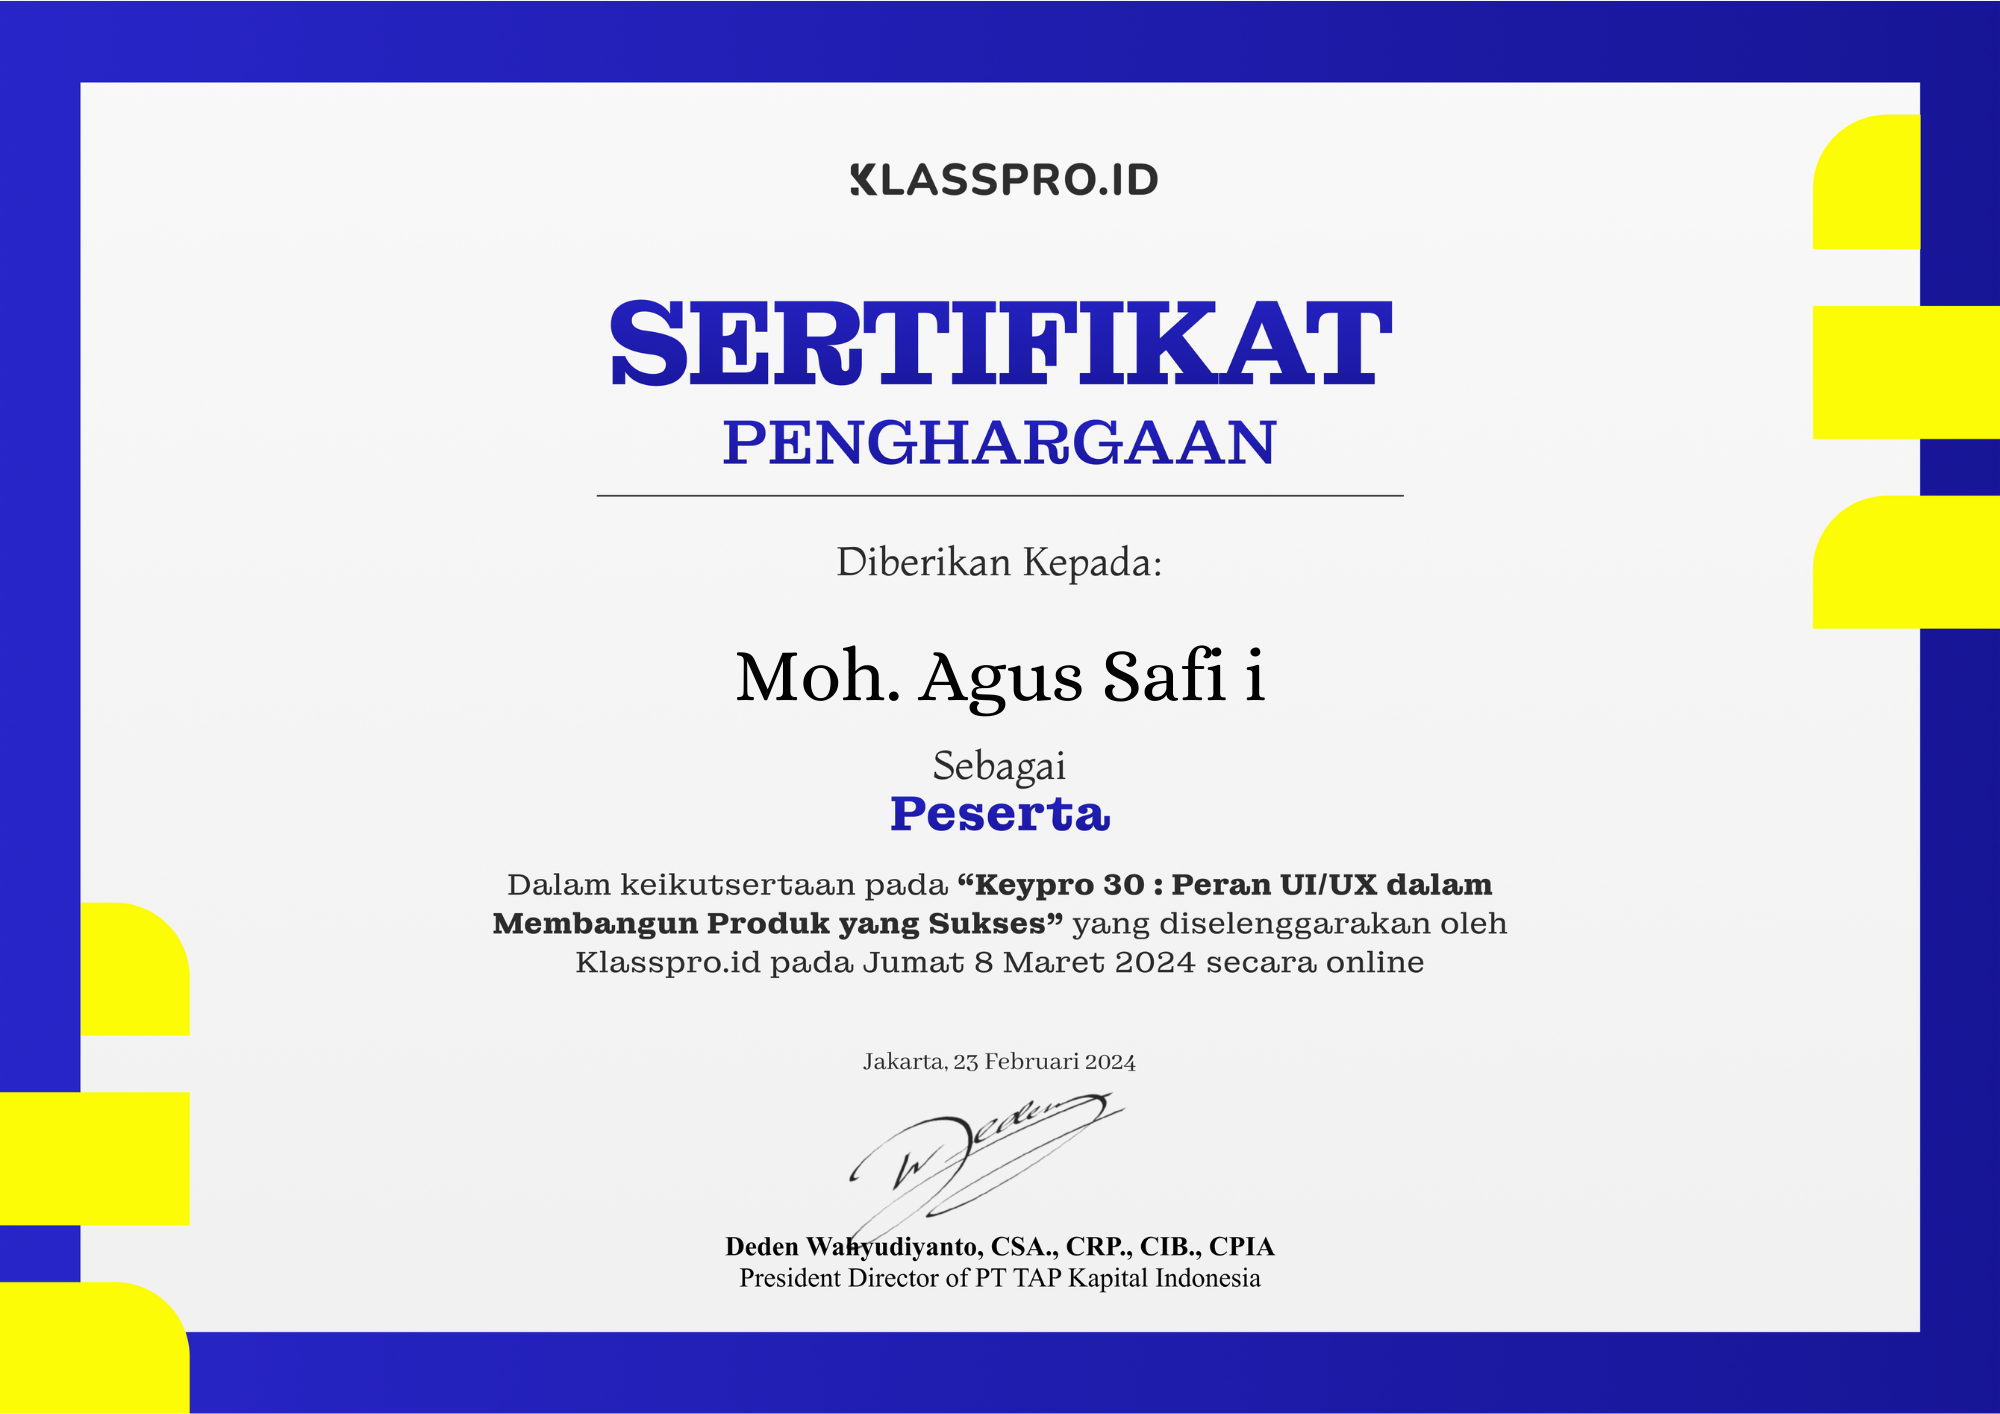 KLASSPRO.ID
SERTIFIKAT
PENGHARGAAN
Diberikan Kepada:
Moh. Agus Safi i
Sebagai
Peserta
Dalam keikutsertaan pada “Keypro 30 : Peran UI/UX dalam
Membangun Produk yang Sukses” yang diselenggarakan oleh
Klasspro.id pada Jumat 8 Maret 2024 secara online
Jakarta, 23 Februari 2024
W Deden
Deden Wahyudiyanto, CSA., CRP., CIB., CPIA
President Director of PT TAP Kapital Indonesia